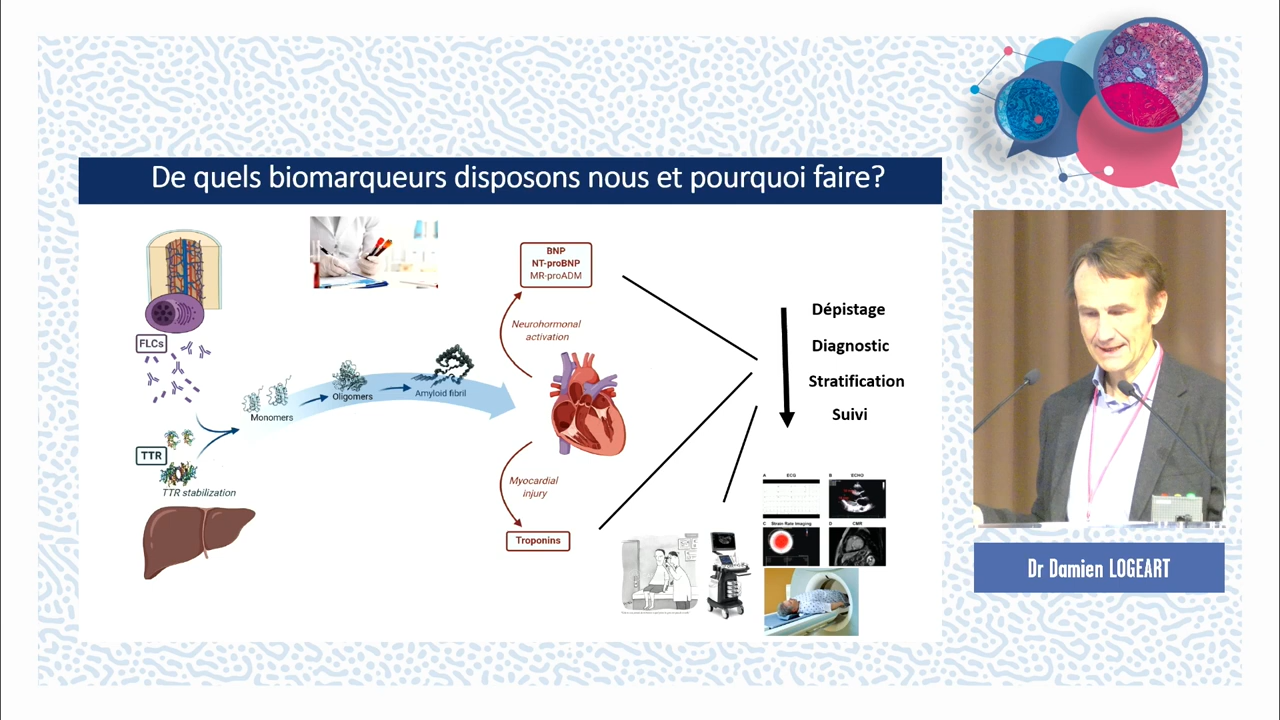 De quels biomarqueurs disposons nous et pourquoi faire?
BNP
NT-proBNP
MR-proADM
Neurohormonal
activation
FLCs
Monomers
Oligomers
Amyloid fibril
TTR
TTR stabilization
Myocardial
injury
Troponins
Dépistage
Diagnostic
Stratification
Suivi
A ECG
B ECHO
C Strain Rate Imaging
D CMR
Dr Damien LOGEART